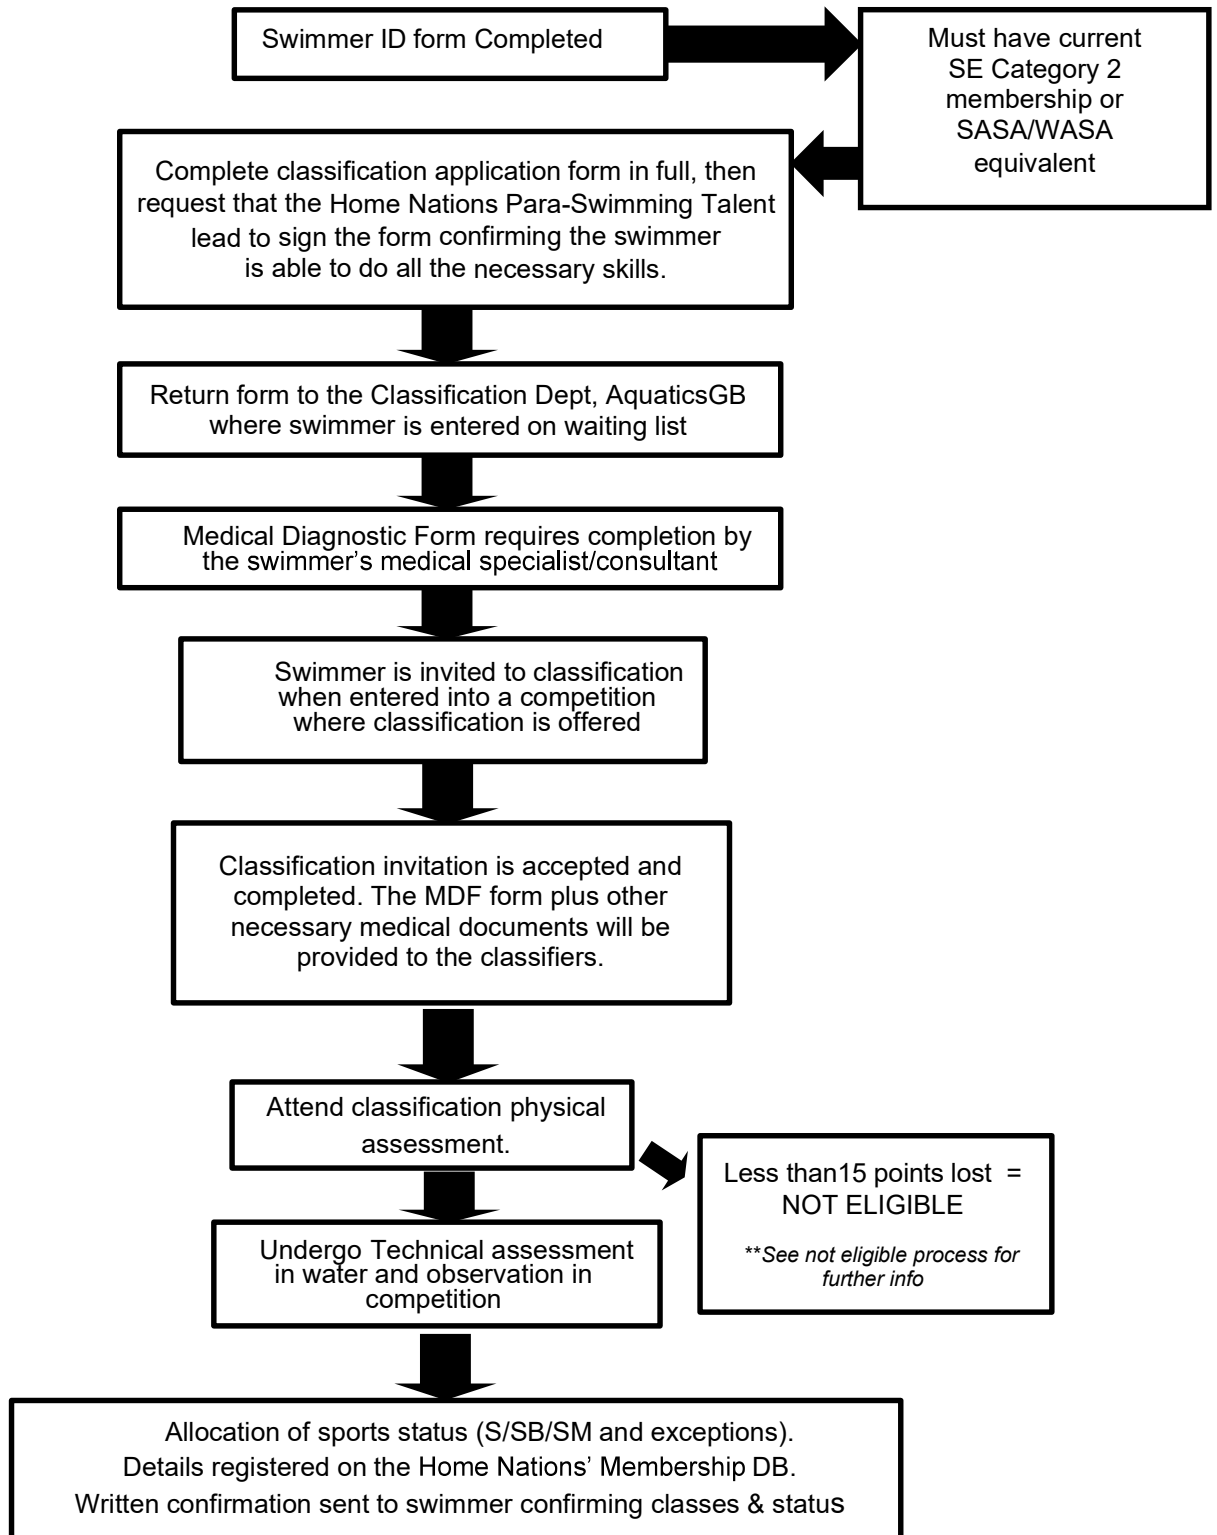 Swimmer ID form Completed
Must have current
SE Category 2
membership or
SASA/WASA
equivalent
Complete classification application form in full, then
request that the Home Nations Para-Swimming Talent
lead to sign the form confirming the swimmer
is able to do all the necessary skills.
Return form to the Classification Dept, AquaticsGB
where swimmer is entered on waiting list
Medical Diagnostic Form requires completion by
the swimmer’s medical specialist/consultant
Swimmer is invited to classification
when entered into a competition
where classification is offered
Classification invitation is accepted and
completed. The MDF form plus other
necessary medical documents will be
provided to the classifiers.
Attend classification physical
assessment.
Less than15 points lost =
NOT ELIGIBLE
**See not eligible process for
further info
Undergo Technical assessment
in water and observation in
competition
Allocation of sports status (S/SB/SM and exceptions).
Details registered on the Home Nations’ Membership DB.
Written confirmation sent to swimmer confirming classes & status